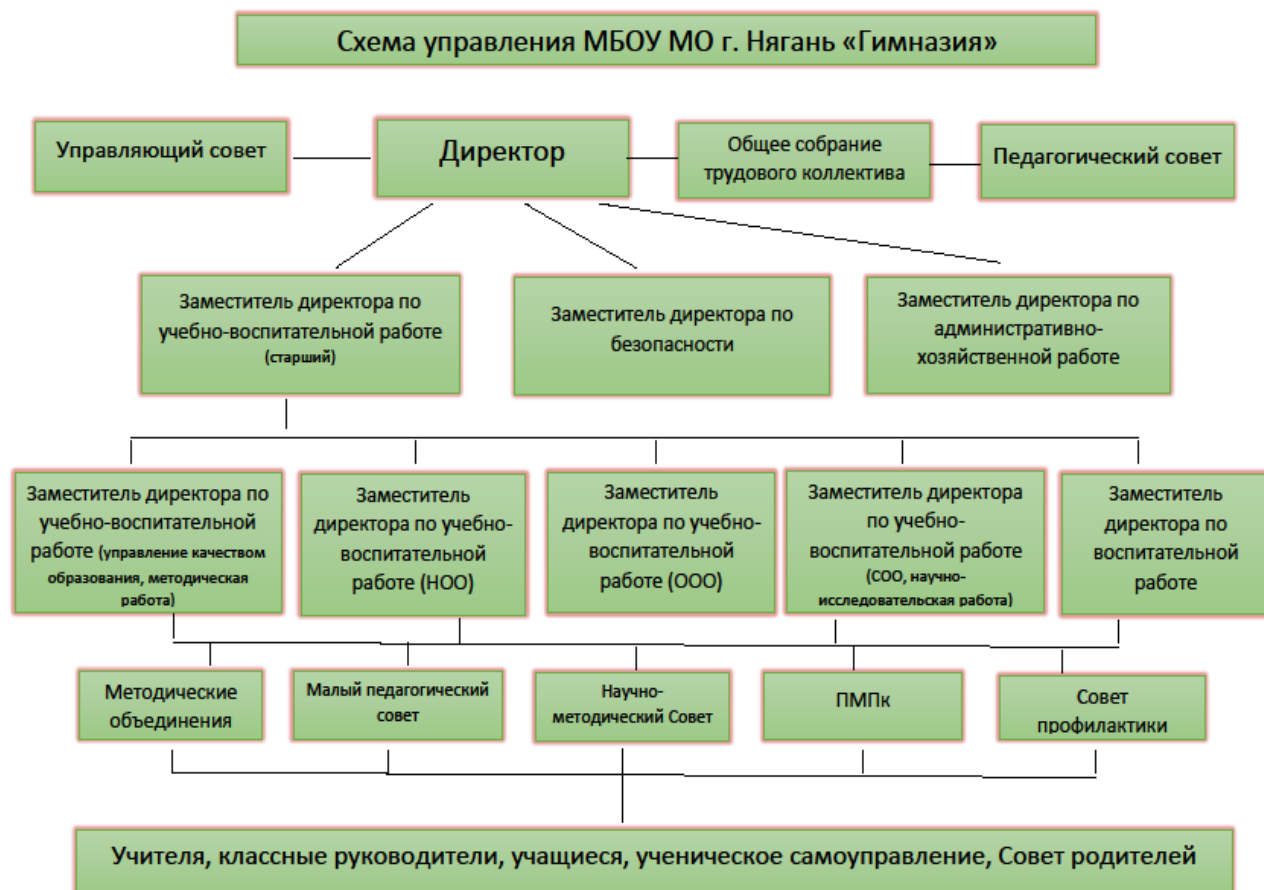 Схема управления МБОУ МО г. Нягань «Гимназия»
Управляющий совет
Директор
Общее собрание
трудового коллектива
Педагогический совет
Заместитель директора по
учебно-воспитательной работе
(старший)
Заместитель директора по
безопасности
Заместитель директора по
административно-
хозяйственной работе
Заместитель директора по
учебно-воспитательной
работе (управление качеством
образования, методическая
работа)
Заместитель
директора по учебно-
воспитательной
работе (НОО)
Заместитель
директора по учебно-
воспитательной
работе (ООО)
Заместитель директора
по учебно-
воспитательной работе
(СОО, научно-
исследовательская работа)
Заместитель
директора по
воспитательной
работе
Методические
объединения
Малый педагогический
совет
Научно-
методический Совет
ПМПк
Совет
профилактики
Учителя, классные руководители, учащиеся, ученическое самоуправление, Совет родителей